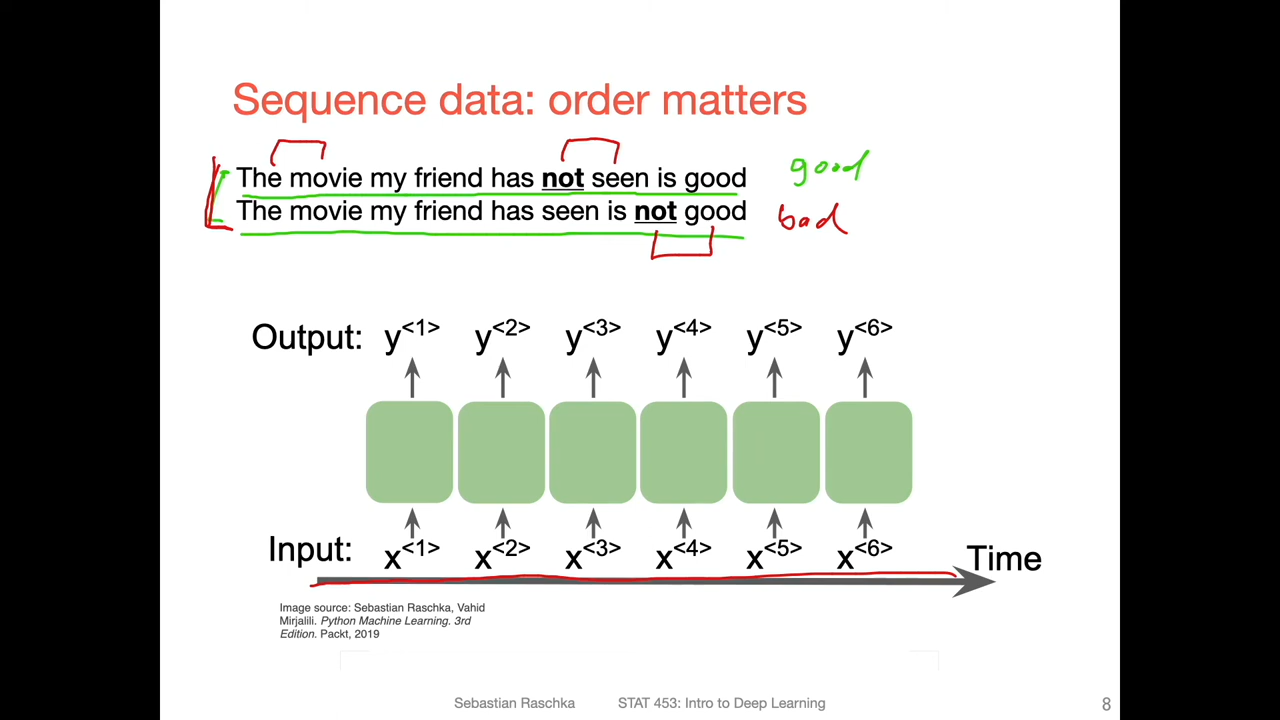 Sequence data: order matters
The movie my friend has not seen is good good
The movie my friend has seen is not good bad
Output: y<1> y<2> y<3> y<4> y<5> y<6>
Input: x<1> x<2> x<3> x<4> x<5> x<6> Time
Image source: Sebastian Raschka, Vahid
Mirjalili. Python Machine Learning. 3rd
Edition. Packt, 2019
Sebastian Raschka STAT 453: Intro to Deep Learning 8